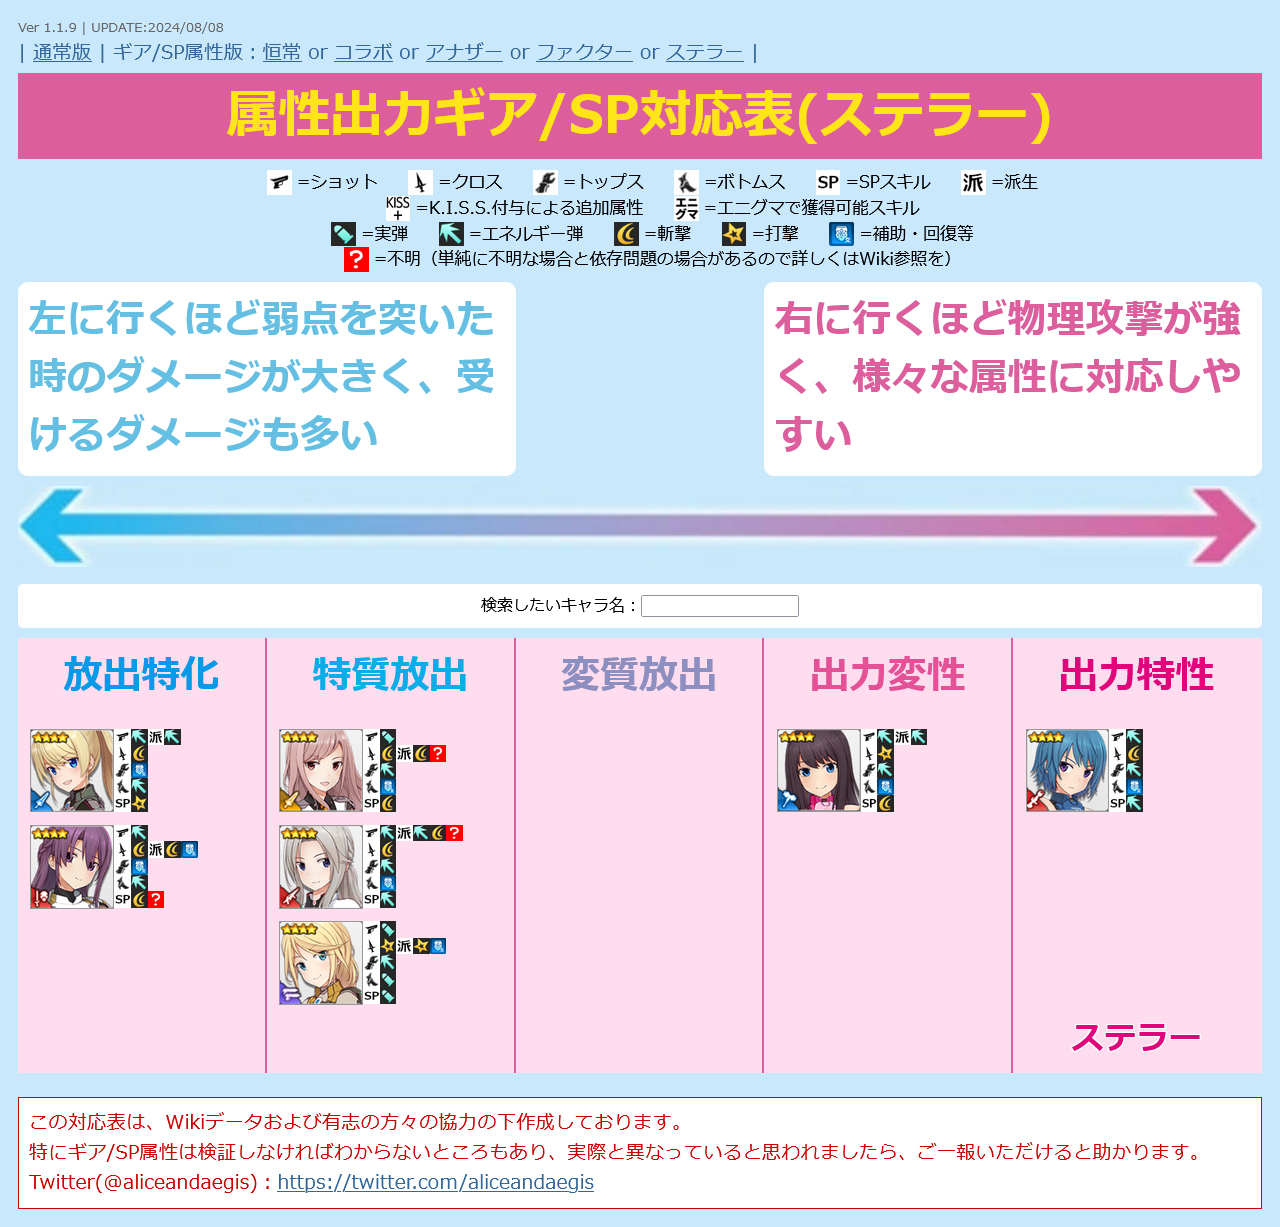 Ver 1.1.9 | UPDATE:2024/08/08
| 通常版 | ギア/SP属性版：恒常 or コラボ or アナザー or ファクター or ステラー |
属性出力ギア/SP対応表(ステラー)
=ショット =クロス =トップス =ボトムス SP =SPスキル 派 =派生
KISS+ =K.I.S.S.付与による追加属性 エニグマ =エニグマで獲得可能スキル
=実弾 =エネルギー弾 =斬撃 =打撃 =補助・回復等
? =不明（単純に不明な場合と依存問題の場合があるので詳しくはWiki参照を）
左に行くほど弱点を突いた
時のダメージが大きく、受
けるダメージも多い
右に行くほど物理攻撃が強
く、様々な属性に対応しや
すい
検索したいキャラ名：
放出特化 特質放出 変質放出 出力変性 出力特性
派
SP
派
SP ?
派 ?
SP
派 ?
SP
派
SP
派
SP
SP
ステラー
この対応表は、Wikiデータおよび有志の方々の協力の下作成しております。
特にギア/SP属性は検証しなければわからないところもあり、実際と異なっていると思われましたら、ご一報いただけると助かります。
Twitter(@aliceandaegis)：https://twitter.com/aliceandaegis